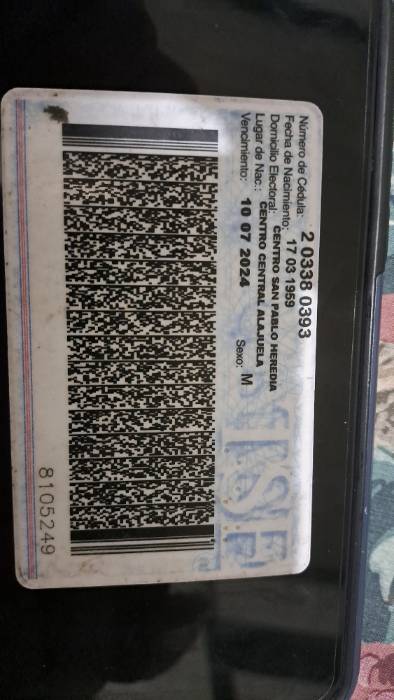 Número de Cédula: 2 0338 0393
Fecha de Nacimiento: 17 03 1959
Domicilio Electoral: CENTRO SAN PABLO HEREDIA
Lugar de Nac.: CENTRO CENTRAL ALAJUELA
Vencimiento: 10 07 2024 Sexo: M
TSE
8105249